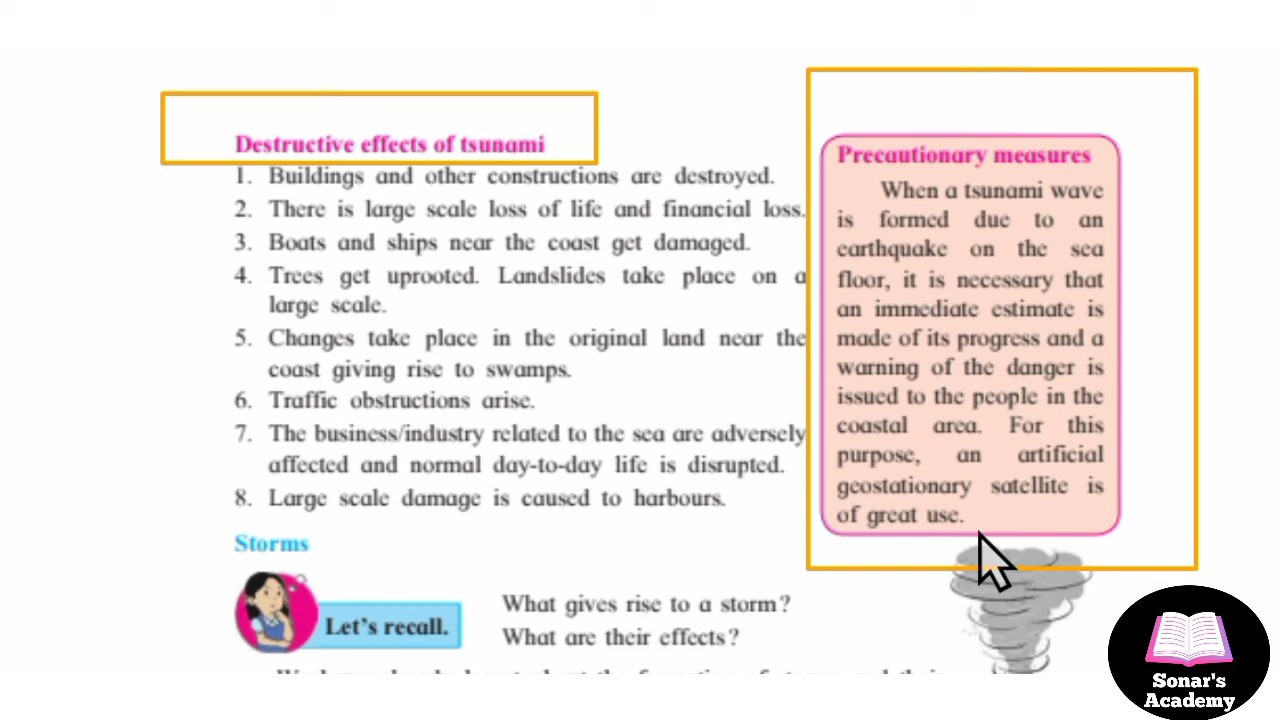 Destructive effects of tsunami
1. Buildings and other constructions are destroyed.
2. There is large scale loss of life and financial loss.
3. Boats and ships near the coast get damaged.
4. Trees get uprooted. Landslides take place on a
large scale.
5. Changes take place in the original land near the
coast giving rise to swamps.
6. Traffic obstructions arise.
7. The business/industry related to the sea are adversely
affected and normal day-to-day life is disrupted.
8. Large scale damage is caused to harbours.
Precautionary measures
When a tsunami wave
is formed due to an
earthquake on the sea
floor, it is necessary that
an immediate estimate is
made of its progress and a
warning of the danger is
issued to the people in the
coastal area. For this
purpose, an artificial
geostationary satellite is
of great use.
Storms
Let's recall.
What gives rise to a storm?
What are their effects?
Sonar's
Academy